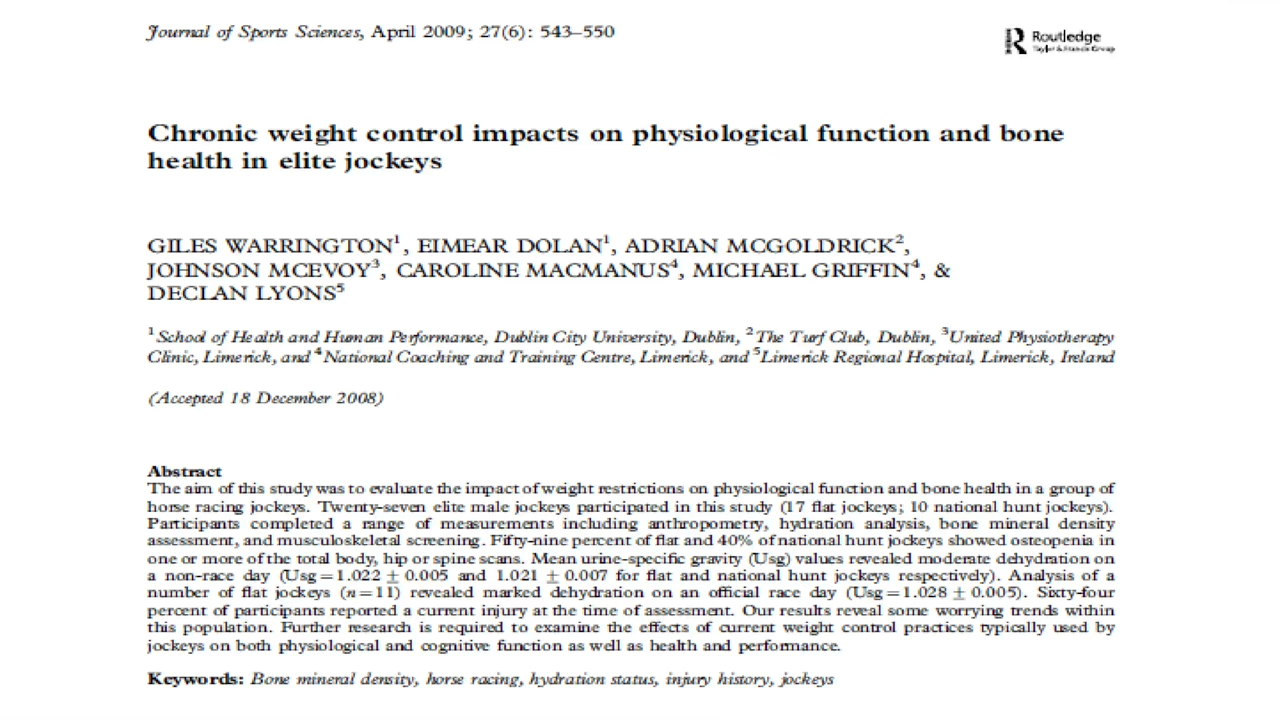 Journal of Sports Sciences, April 2009; 27(6): 543–550
Routledge
Taylor & Francis Group
Chronic weight control impacts on physiological function and bone
health in elite jockeys
GILES WARRINGTON1, EIMEAR DOLAN1, ADRIAN MCGOLDRICK2,
JOHNSON MCEVOY3, CAROLINE MACMANUS4, MICHAEL GRIFFIN4, &
DECLAN LYONS5
1School of Health and Human Performance, Dublin City University, Dublin, 2The Turf Club, Dublin, 3United Physiotherapy
Clinic, Limerick, and 4National Coaching and Training Centre, Limerick, and 5Limerick Regional Hospital, Limerick, Ireland
(Accepted 18 December 2008)
Abstract
The aim of this study was to evaluate the impact of weight restrictions on physiological function and bone health in a group of
horse racing jockeys. Twenty-seven elite male jockeys participated in this study (17 flat jockeys; 10 national hunt jockeys).
Participants completed a range of measurements including anthropometry, hydration analysis, bone mineral density
assessment, and musculoskeletal screening. Fifty-nine percent of flat and 40% of national hunt jockeys showed osteopenia in
one or more of the total body, hip or spine scans. Mean urine-specific gravity (Usg) values revealed moderate dehydration on
a non-race day (Usg = 1.022 ± 0.005 and 1.021 ± 0.007 for flat and national hunt jockeys respectively). Analysis of a
number of flat jockeys (n = 11) revealed marked dehydration on an official race day (Usg = 1.028 ± 0.005). Sixty-four
percent of participants reported a current injury at the time of assessment. Our results reveal some worrying trends within
this population. Further research is required to examine the effects of current weight control practices typically used by
jockeys on both physiological and cognitive function as well as health and performance.
Keywords: Bone mineral density, horse racing, hydration status, injury history, jockeys